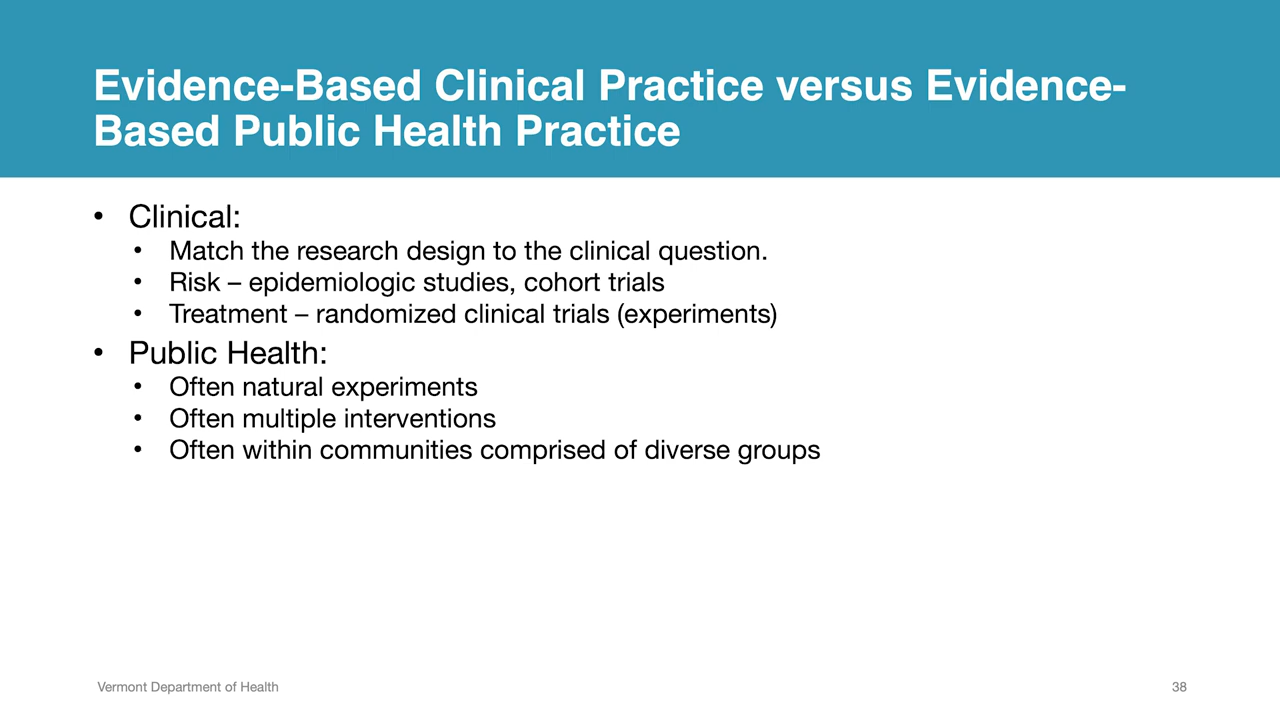 Evidence-Based Clinical Practice versus Evidence-
Based Public Health Practice
• Clinical:
• Match the research design to the clinical question.
• Risk – epidemiologic studies, cohort trials
• Treatment – randomized clinical trials (experiments)
• Public Health:
• Often natural experiments
• Often multiple interventions
• Often within communities comprised of diverse groups
Vermont Department of Health
38